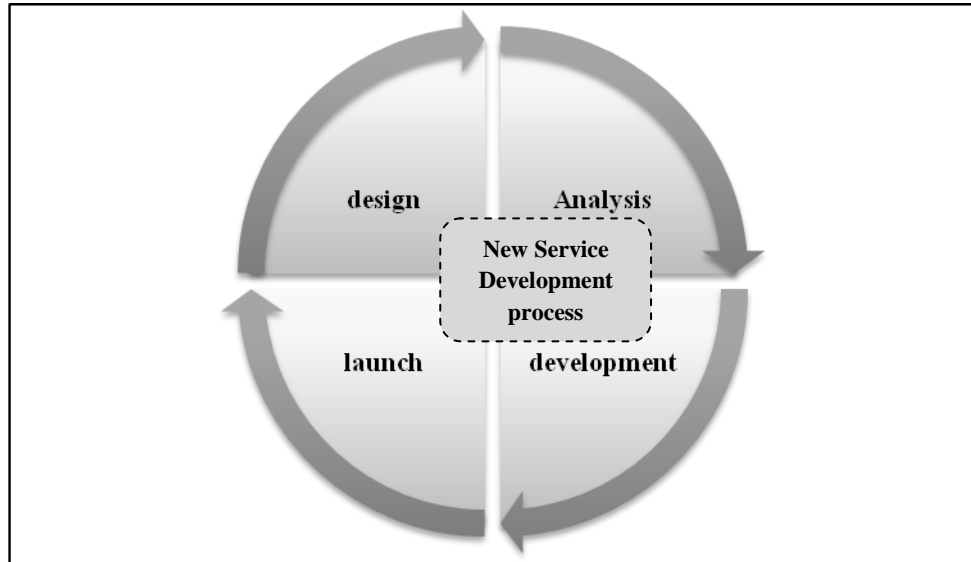 design
Analysis
New Service
Development
process
launch
development